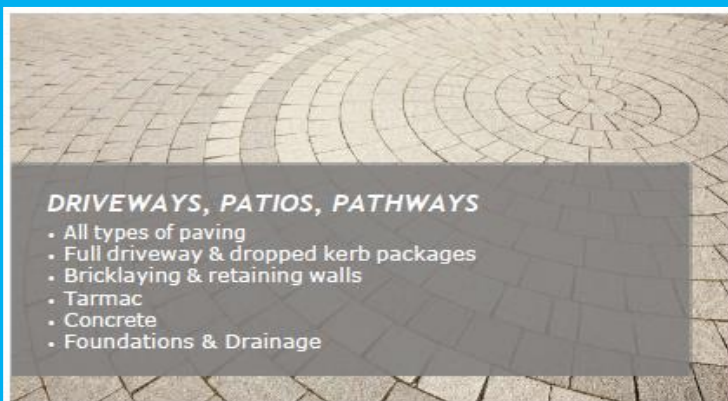 DRIVEWAYS, PATIOS, PATHWAYS
• All types of paving
• Full driveway & dropped kerb packages
• Bricklaying & retaining walls
• Tarmac
• Concrete
• Foundations & Drainage